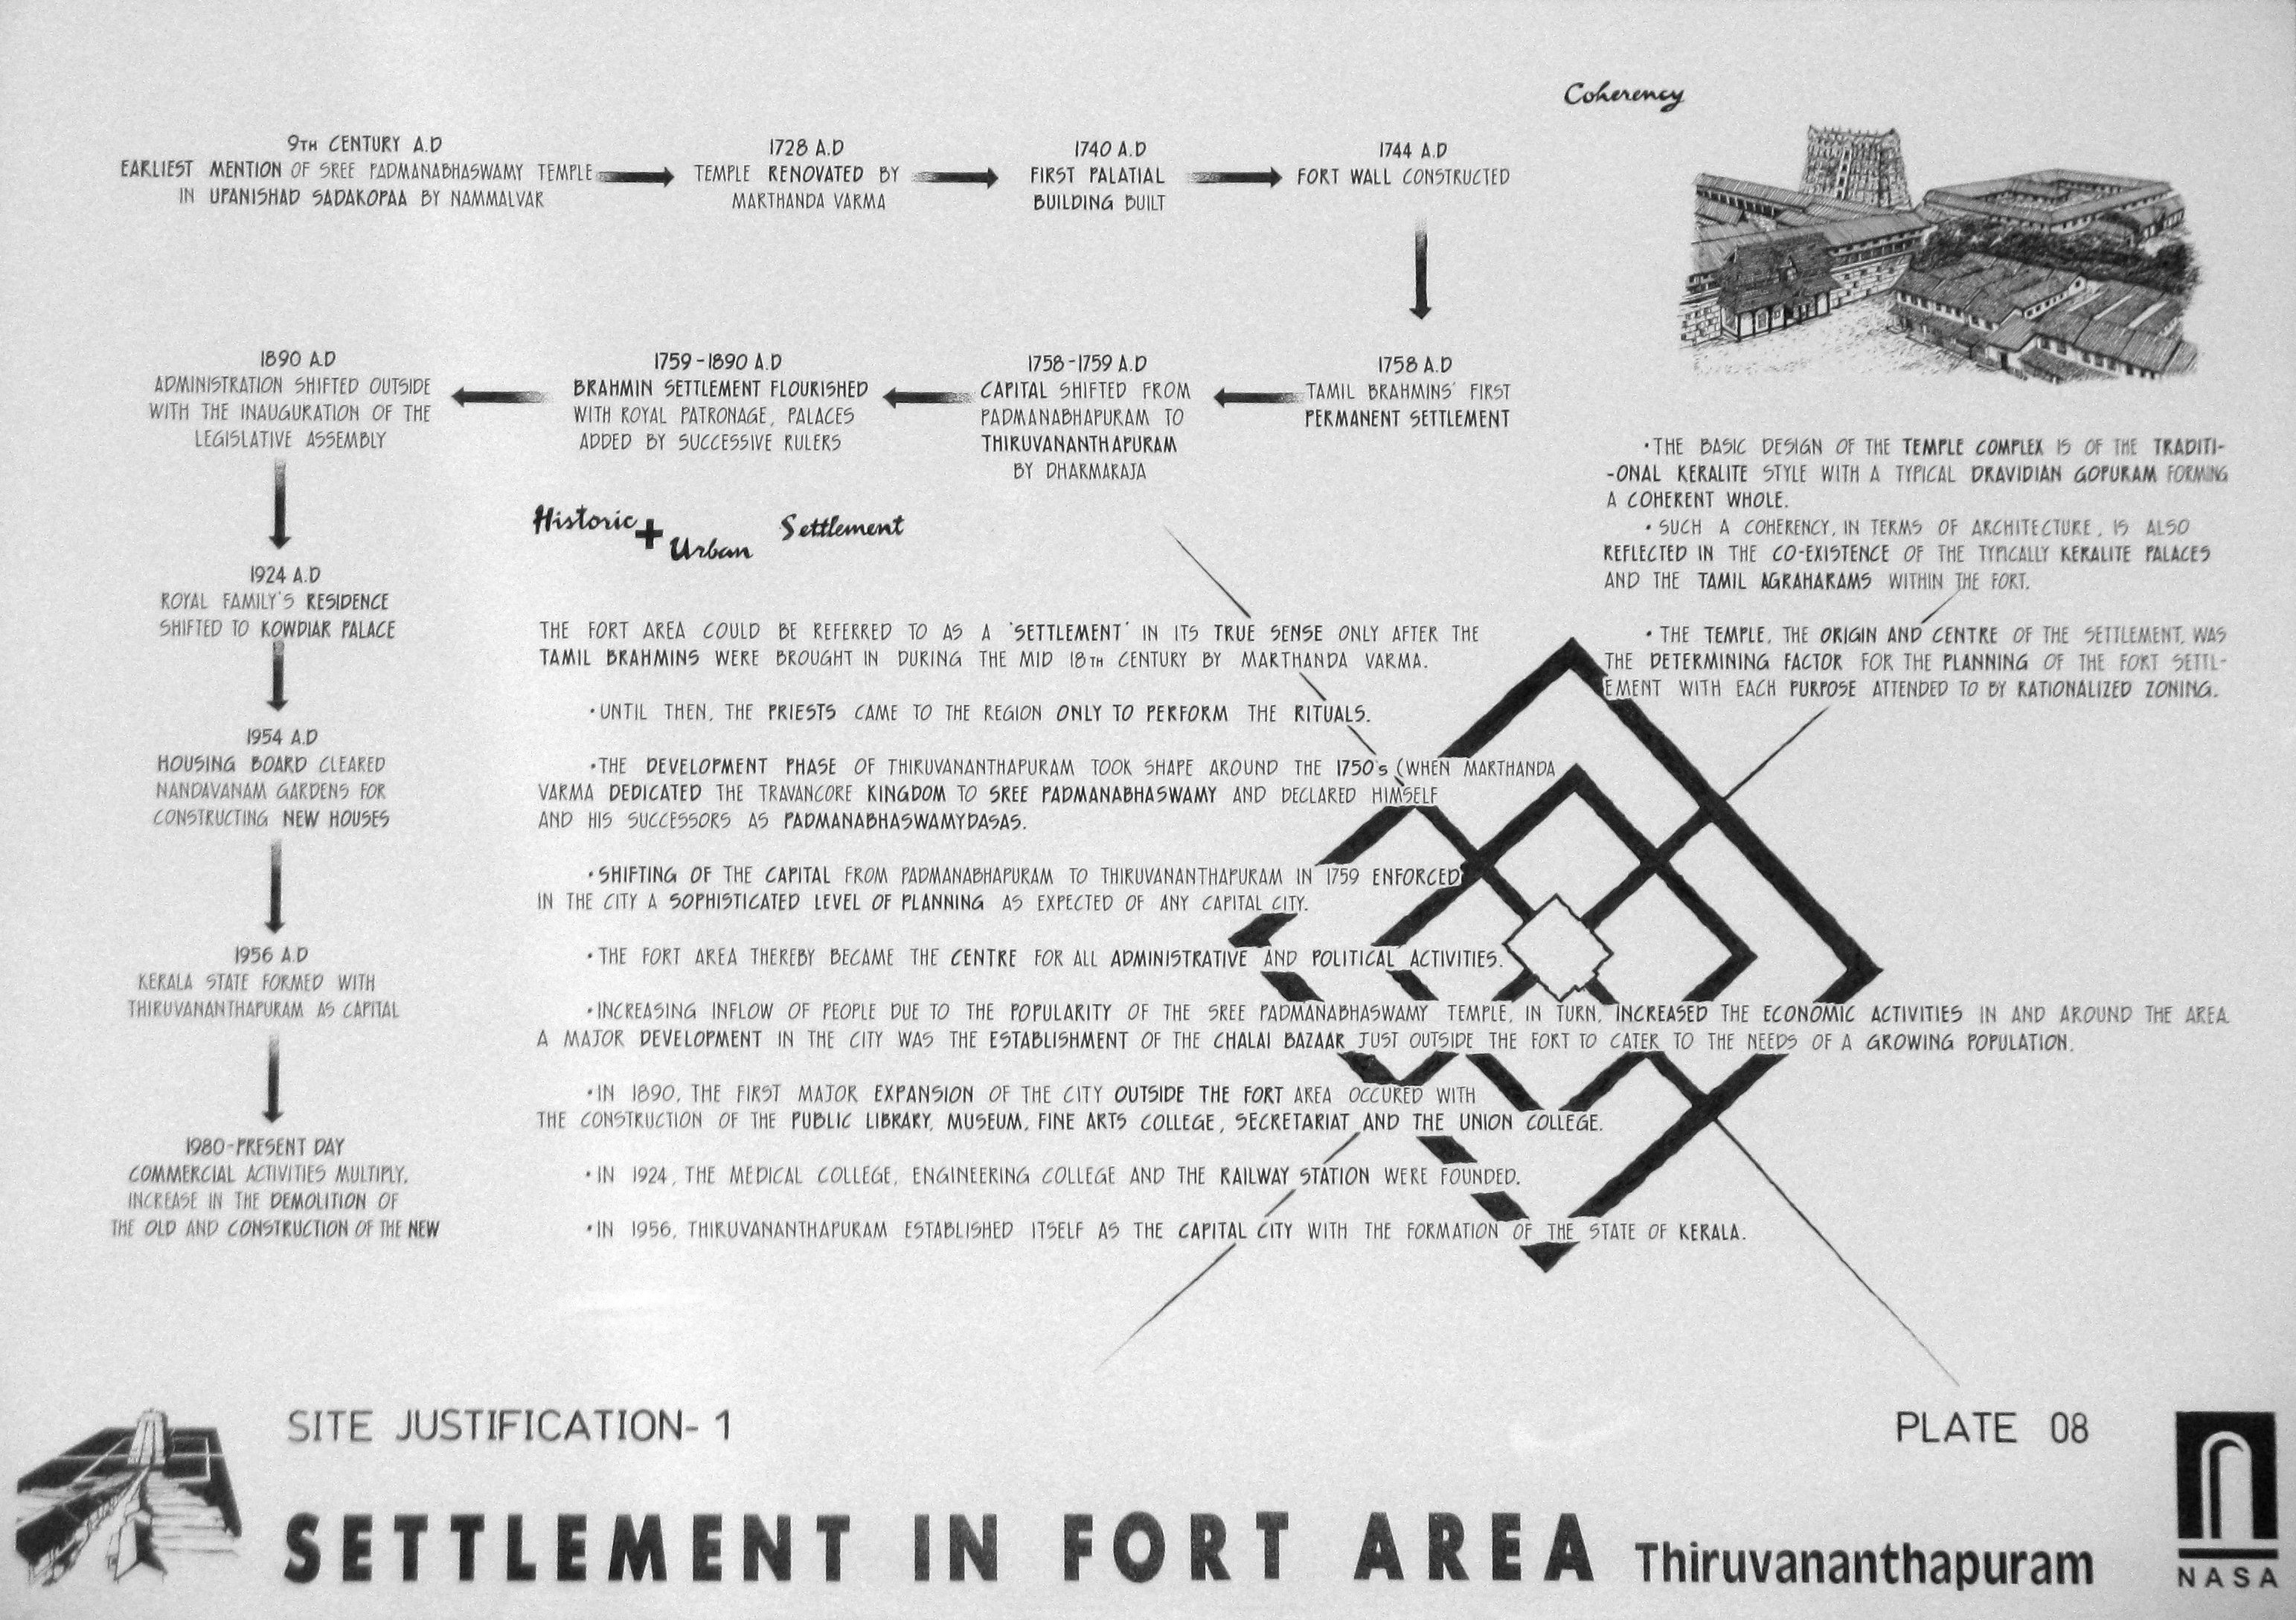 Coherency
9TH CENTURY A.D
EARLIEST MENTION OF SREE PADMANABHASWAMY TEMPLE
IN UPANISHAD SADAKOPAA BY NAMMALVAR
1728 A.D
TEMPLE RENOVATED BY
MARTHANDA VARMA
1740 A.D
FIRST PALATIAL
BUILDING BUILT
1744 A.D
FORT WALL CONSTRUCTED
1758 A.D
TAMIL BRAHMINS' FIRST
PERMANENT SETTLEMENT
1758-1759 A.D
CAPITAL SHIFTED FROM
PADMANABHAPURAM TO
THIRUVANANTHAPURAM
BY DHARMARAJA
1759-1890 A.D
BRAHMIN SETTLEMENT FLOURISHED
WITH ROYAL PATRONAGE, PALACES
ADDED BY SUCCESSIVE RULERS
1890 A.D
ADMINISTRATION SHIFTED OUTSIDE
WITH THE INAUGURATION OF THE
LEGISLATIVE ASSEMBLY
1924 A.D
ROYAL FAMILY'S RESIDENCE
SHIFTED TO KOWDIAR PALACE
1954 A.D
HOUSING BOARD CLEARED
NANDAVANAM GARDENS FOR
CONSTRUCTING NEW HOUSES
1956 A.D
KERALA STATE FORMED WITH
THIRUVANANTHAPURAM AS CAPITAL
1980-PRESENT DAY
COMMERCIAL ACTIVITIES MULTIPLY.
INCREASE IN THE DEMOLITION OF
THE OLD AND CONSTRUCTION OF THE NEW
Historic + Urban Settlement
THE FORT AREA COULD BE REFERRED TO AS A 'SETTLEMENT' IN ITS TRUE SENSE ONLY AFTER THE
TAMIL BRAHMINS WERE BROUGHT IN DURING THE MID 18TH CENTURY BY MARTHANDA VARMA.
•UNTIL THEN, THE PRIESTS CAME TO THE REGION ONLY TO PERFORM THE RITUALS.
•THE DEVELOPMENT PHASE OF THIRUVANANTHAPURAM TOOK SHAPE AROUND THE 1750's (WHEN MARTHANDA
VARMA DEDICATED THE TRAVANCORE KINGDOM TO SREE PADMANABHASWAMY AND DECLARED HIMSELF
AND HIS SUCCESSORS AS PADMANABHASWAMYDASAS.
•SHIFTING OF THE CAPITAL FROM PADMANABHAPURAM TO THIRUVANANTHAPURAM IN 1759 ENFORCED
IN THE CITY A SOPHISTICATED LEVEL OF PLANNING AS EXPECTED OF ANY CAPITAL CITY.
•THE FORT AREA THEREBY BECAME THE CENTRE FOR ALL ADMINISTRATIVE AND POLITICAL ACTIVITIES.
•INCREASING INFLOW OF PEOPLE DUE TO THE POPULARITY OF THE SREE PADMANABHASWAMY TEMPLE, IN TURN, INCREASED THE ECONOMIC ACTIVITIES IN AND AROUND THE AREA.
A MAJOR DEVELOPMENT IN THE CITY WAS THE ESTABLISHMENT OF THE CHALAI BAZAAR JUST OUTSIDE THE FORT TO CATER TO THE NEEDS OF A GROWING POPULATION.
•IN 1890, THE FIRST MAJOR EXPANSION OF THE CITY OUTSIDE THE FORT AREA OCCURED WITH
THE CONSTRUCTION OF THE PUBLIC LIBRARY, MUSEUM, FINE ARTS COLLEGE, SECRETARIAT AND THE UNION COLLEGE.
•IN 1924, THE MEDICAL COLLEGE, ENGINEERING COLLEGE AND THE RAILWAY STATION WERE FOUNDED.
•IN 1956, THIRUVANANTHAPURAM ESTABLISHED ITSELF AS THE CAPITAL CITY WITH THE FORMATION OF THE STATE OF KERALA.
•THE BASIC DESIGN OF THE TEMPLE COMPLEX IS OF THE TRADITI-
-ONAL KERALITE STYLE WITH A TYPICAL DRAVIDIAN GOPURAM FORMING
A COHERENT WHOLE.
•SUCH A COHERENCY, IN TERMS OF ARCHITECTURE, IS ALSO
REFLECTED IN THE CO-EXISTENCE OF THE TYPICALLY KERALITE PALACES
AND THE TAMIL AGRAHARAMS WITHIN THE FORT.
•THE TEMPLE, THE ORIGIN AND CENTRE OF THE SETTLEMENT, WAS
THE DETERMINING FACTOR FOR THE PLANNING OF THE FORT SETTL-
EMENT WITH EACH PURPOSE ATTENDED TO BY RATIONALIZED ZONING.
SITE JUSTIFICATION-1
PLATE 08
SETTLEMENT IN FORT AREA Thiruvananthapuram
NASA